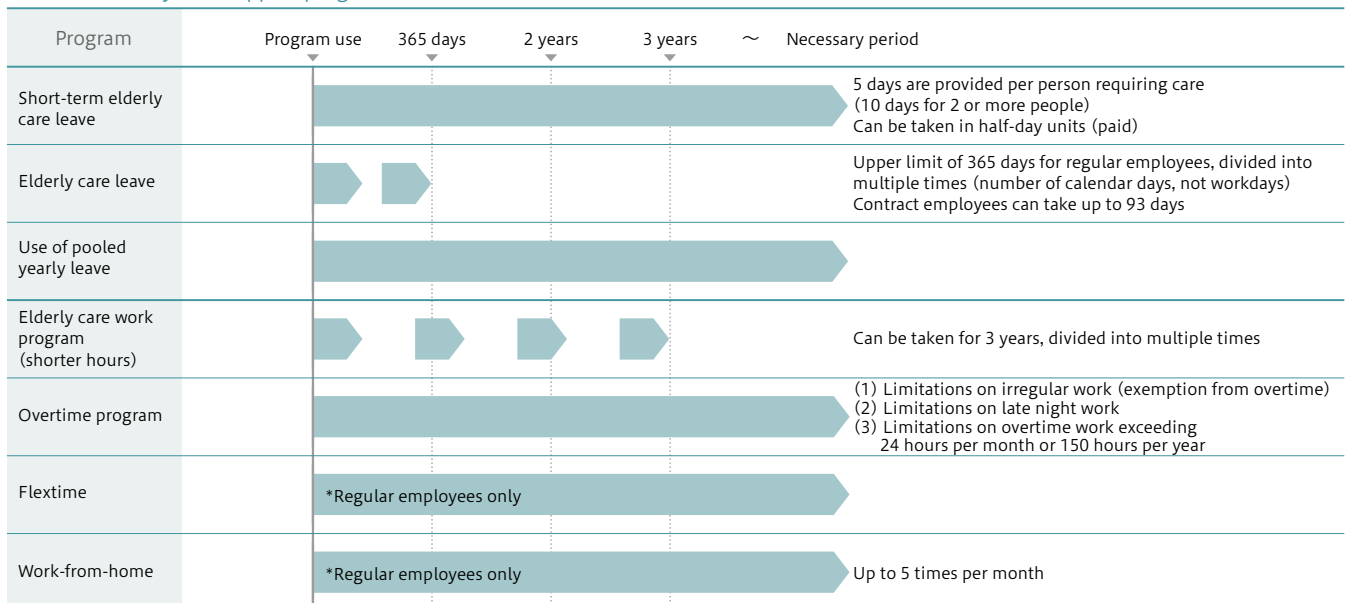 Program
Program use 365 days 2 years 3 years ～ Necessary period
Short-term elderly
care leave
5 days are provided per person requiring care
(10 days for 2 or more people)
Can be taken in half-day units (paid)
Elderly care leave
Upper limit of 365 days for regular employees, divided into
multiple times (number of calendar days, not workdays)
Contract employees can take up to 93 days
Use of pooled
yearly leave
Elderly care work
program
(shorter hours)
Can be taken for 3 years, divided into multiple times
Overtime program
(1) Limitations on irregular work (exemption from overtime)
(2) Limitations on late night work
(3) Limitations on overtime work exceeding
24 hours per month or 150 hours per year
Flextime
*Regular employees only
Work-from-home
*Regular employees only
Up to 5 times per month